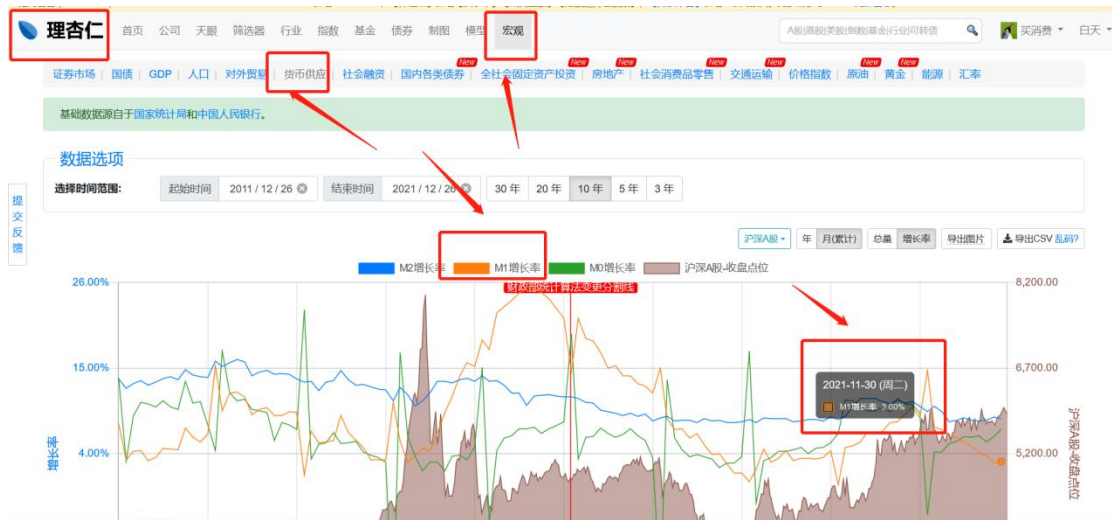 理杏仁 首页 公司 天眼 筛选器 行业 指数 基金 债券 制图 模型 宏观 A股|港股|美股|指数|基金|行业|可转债 买消费 白天
New New New New New New New
证券市场 | 国债 | GDP | 人口 | 对外贸易 | 货币供应 | 社会融资 | 国内各类债券 | 全社会固定资产投资 | 房地产 | 社会消费品零售 | 交通运输 | 价格指数 | 原油 | 黄金 | 能源 | 汇率
基础数据源自于国家统计局和中国人民银行。
数据选项
选择时间范围: 起始时间 2011 / 12 / 26 结束时间 2021 / 12 / 26 30 年 20 年 10 年 5 年 3 年
提交反馈
沪深A股 年 月(累计) 总量 增长率 导出图片 导出CSV 乱码?
M2增长率 M1增长率 M0增长率 沪深A股-收盘点位
26.00% 财政部统计算法变更分割线 8,200.00
15.00% 6,700.00
2021-11-30 (周二)
M1增长率 3.00%
4.00% 5,200.00
增长率
沪深A股-收盘点位